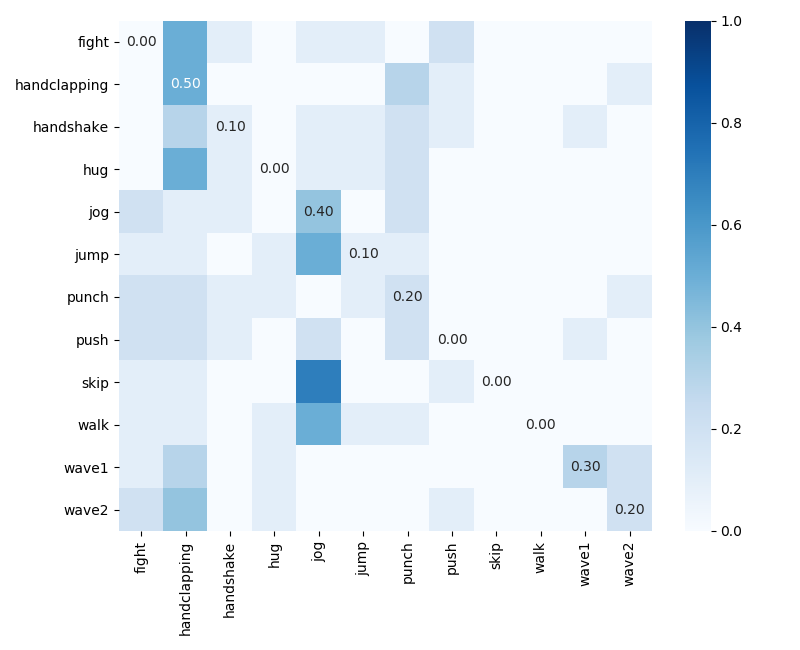 fight 0.00 1.0
handclapping 0.50
handshake 0.10 0.8
hug 0.00
jog 0.40 0.6
jump 0.10
punch 0.20 0.4
push 0.00
skip 0.00
walk 0.00 0.2
wave1 0.30
wave2 0.20 0.0
fight
handclapping
handshake
hug
jog
jump
punch
push
skip
walk
wave1
wave2